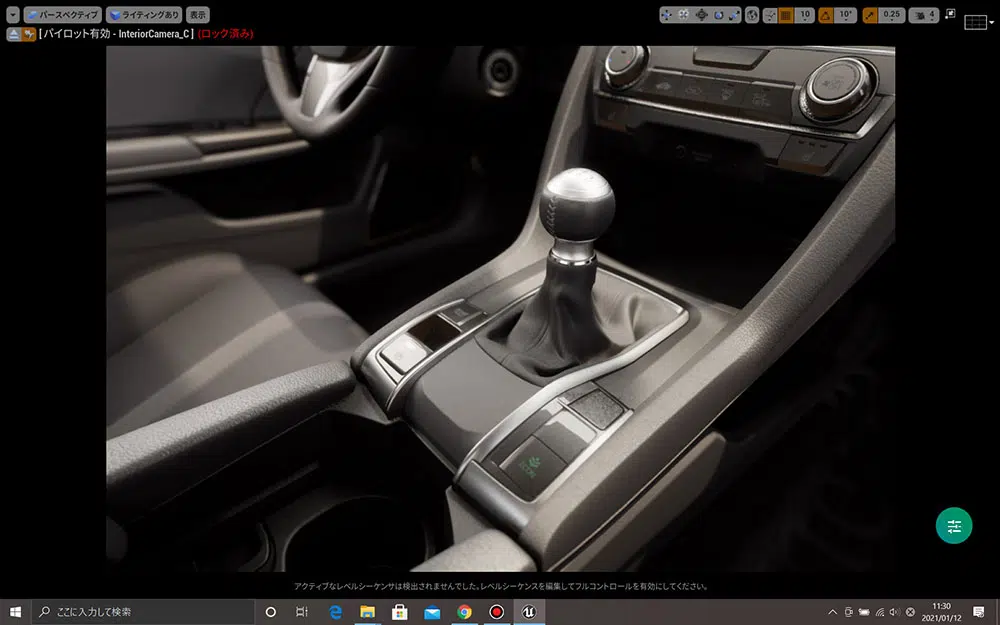 パースペクティブ ライティングあり 表示 10 10° 0.25 4
[ パイロット有効 - InteriorCamera_C ] (ロック済み)
ECON
アクティブなレベルシーケンサは検出されませんでした。レベルシーケンスを編集してフルコントロールを有効にしてください。
ここに入力して検索
11:30
2021/01/12